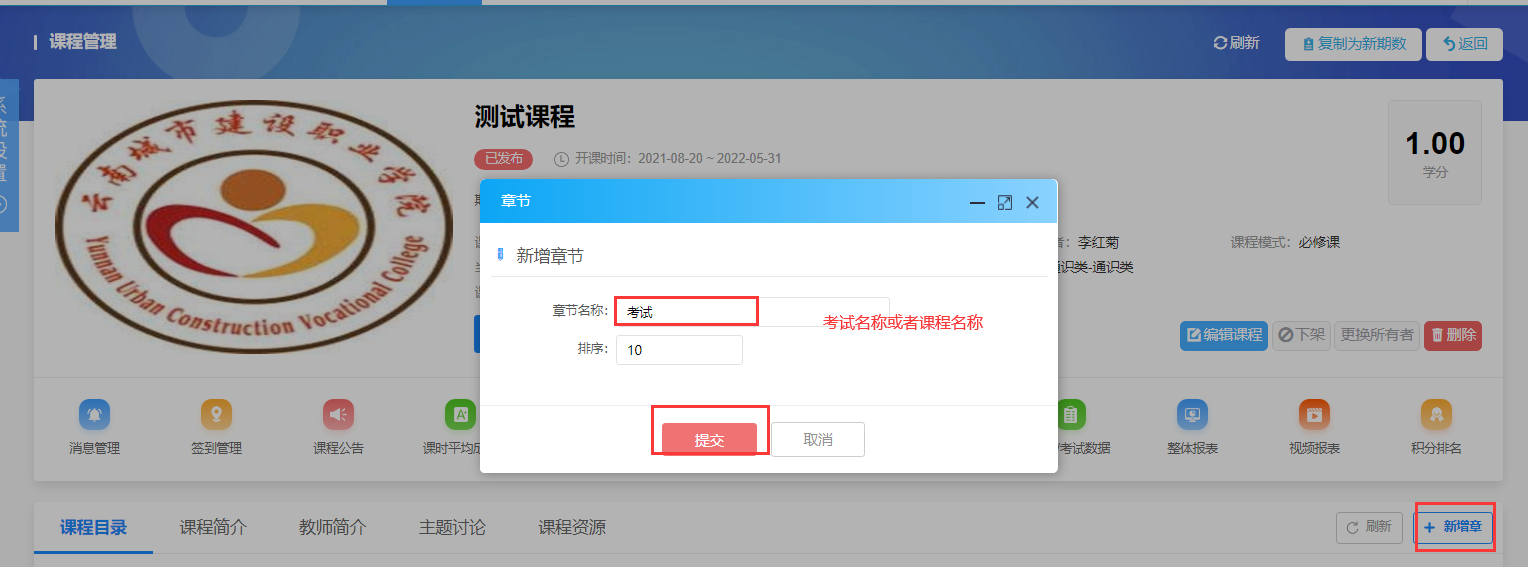 课程管理
刷新
复制为新期数
返回
系统设置
云南城市建设职业学院
Yunnan Urban Construction Vocational College
测试课程
已发布
开课时间：2021-08-20 ~ 2022-05-31
1.00
学分
章节
新增章节
章节名称：
考试
考试名称或者课程名称
排序：
10
提交
取消
者：李红菊
课程模式：必修课
通识类-通识类
编辑课程
下架
更换所有者
删除
消息管理
签到管理
课程公告
课时平均成
考试数据
整体报表
视频报表
积分排名
课程目录
课程简介
教师简介
主题讨论
课程资源
刷新
+ 新增章